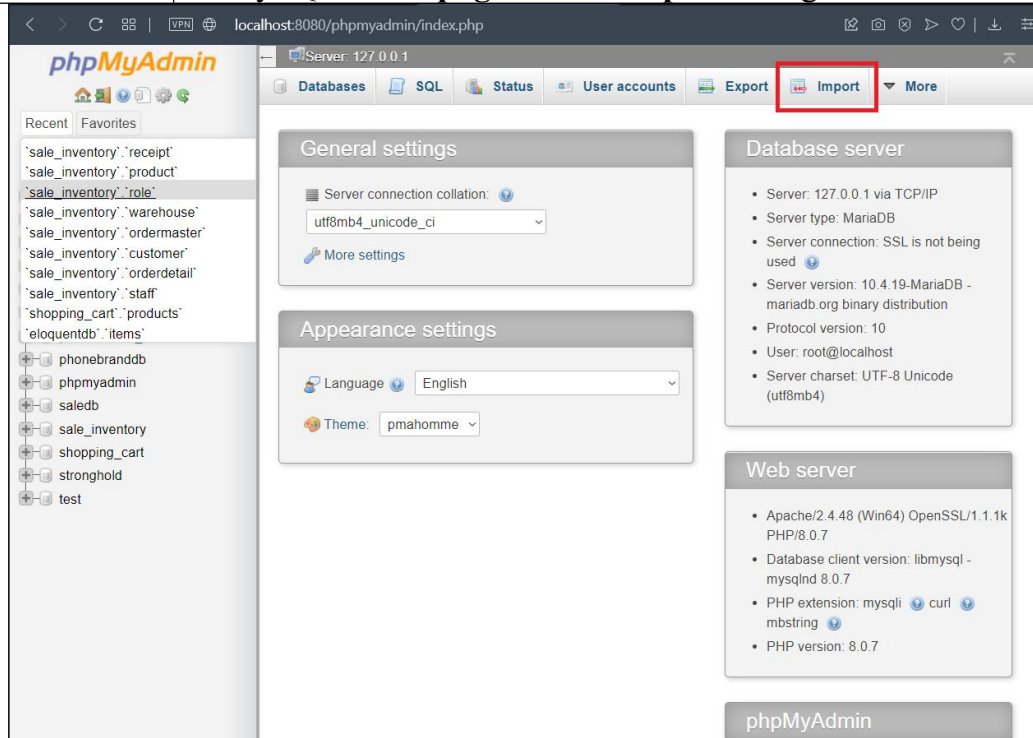 VPN
localhost:8080/phpmyadmin/index.php
phpMyAdmin
Recent Favorites
`sale_inventory`.`receipt`
`sale_inventory`.`product`
`sale_inventory`.`role`
`sale_inventory`.`warehouse`
`sale_inventory`.`ordermaster`
`sale_inventory`.`customer`
`sale_inventory`.`orderdetail`
`sale_inventory`.`staff`
`shopping_cart`.`products`
`eloquentdb`.`items`
phonebranddb
phpmyadmin
saledb
sale_inventory
shopping_cart
stronghold
test
Server: 127.0.0.1
Databases SQL Status User accounts Export Import More
General settings
Server connection collation:
utf8mb4_unicode_ci
More settings
Appearance settings
Language English
Theme: pmahomme
Database server
Server: 127.0.0.1 via TCP/IP
Server type: MariaDB
Server connection: SSL is not being
used
Server version: 10.4.19-MariaDB -
mariadb.org binary distribution
Protocol version: 10
User: root@localhost
Server charset: UTF-8 Unicode
(utf8mb4)
Web server
Apache/2.4.48 (Win64) OpenSSL/1.1.1k
PHP/8.0.7
Database client version: libmysql -
mysqlnd 8.0.7
PHP extension: mysqli curl
mbstring
PHP version: 8.0.7
phpMyAdmin